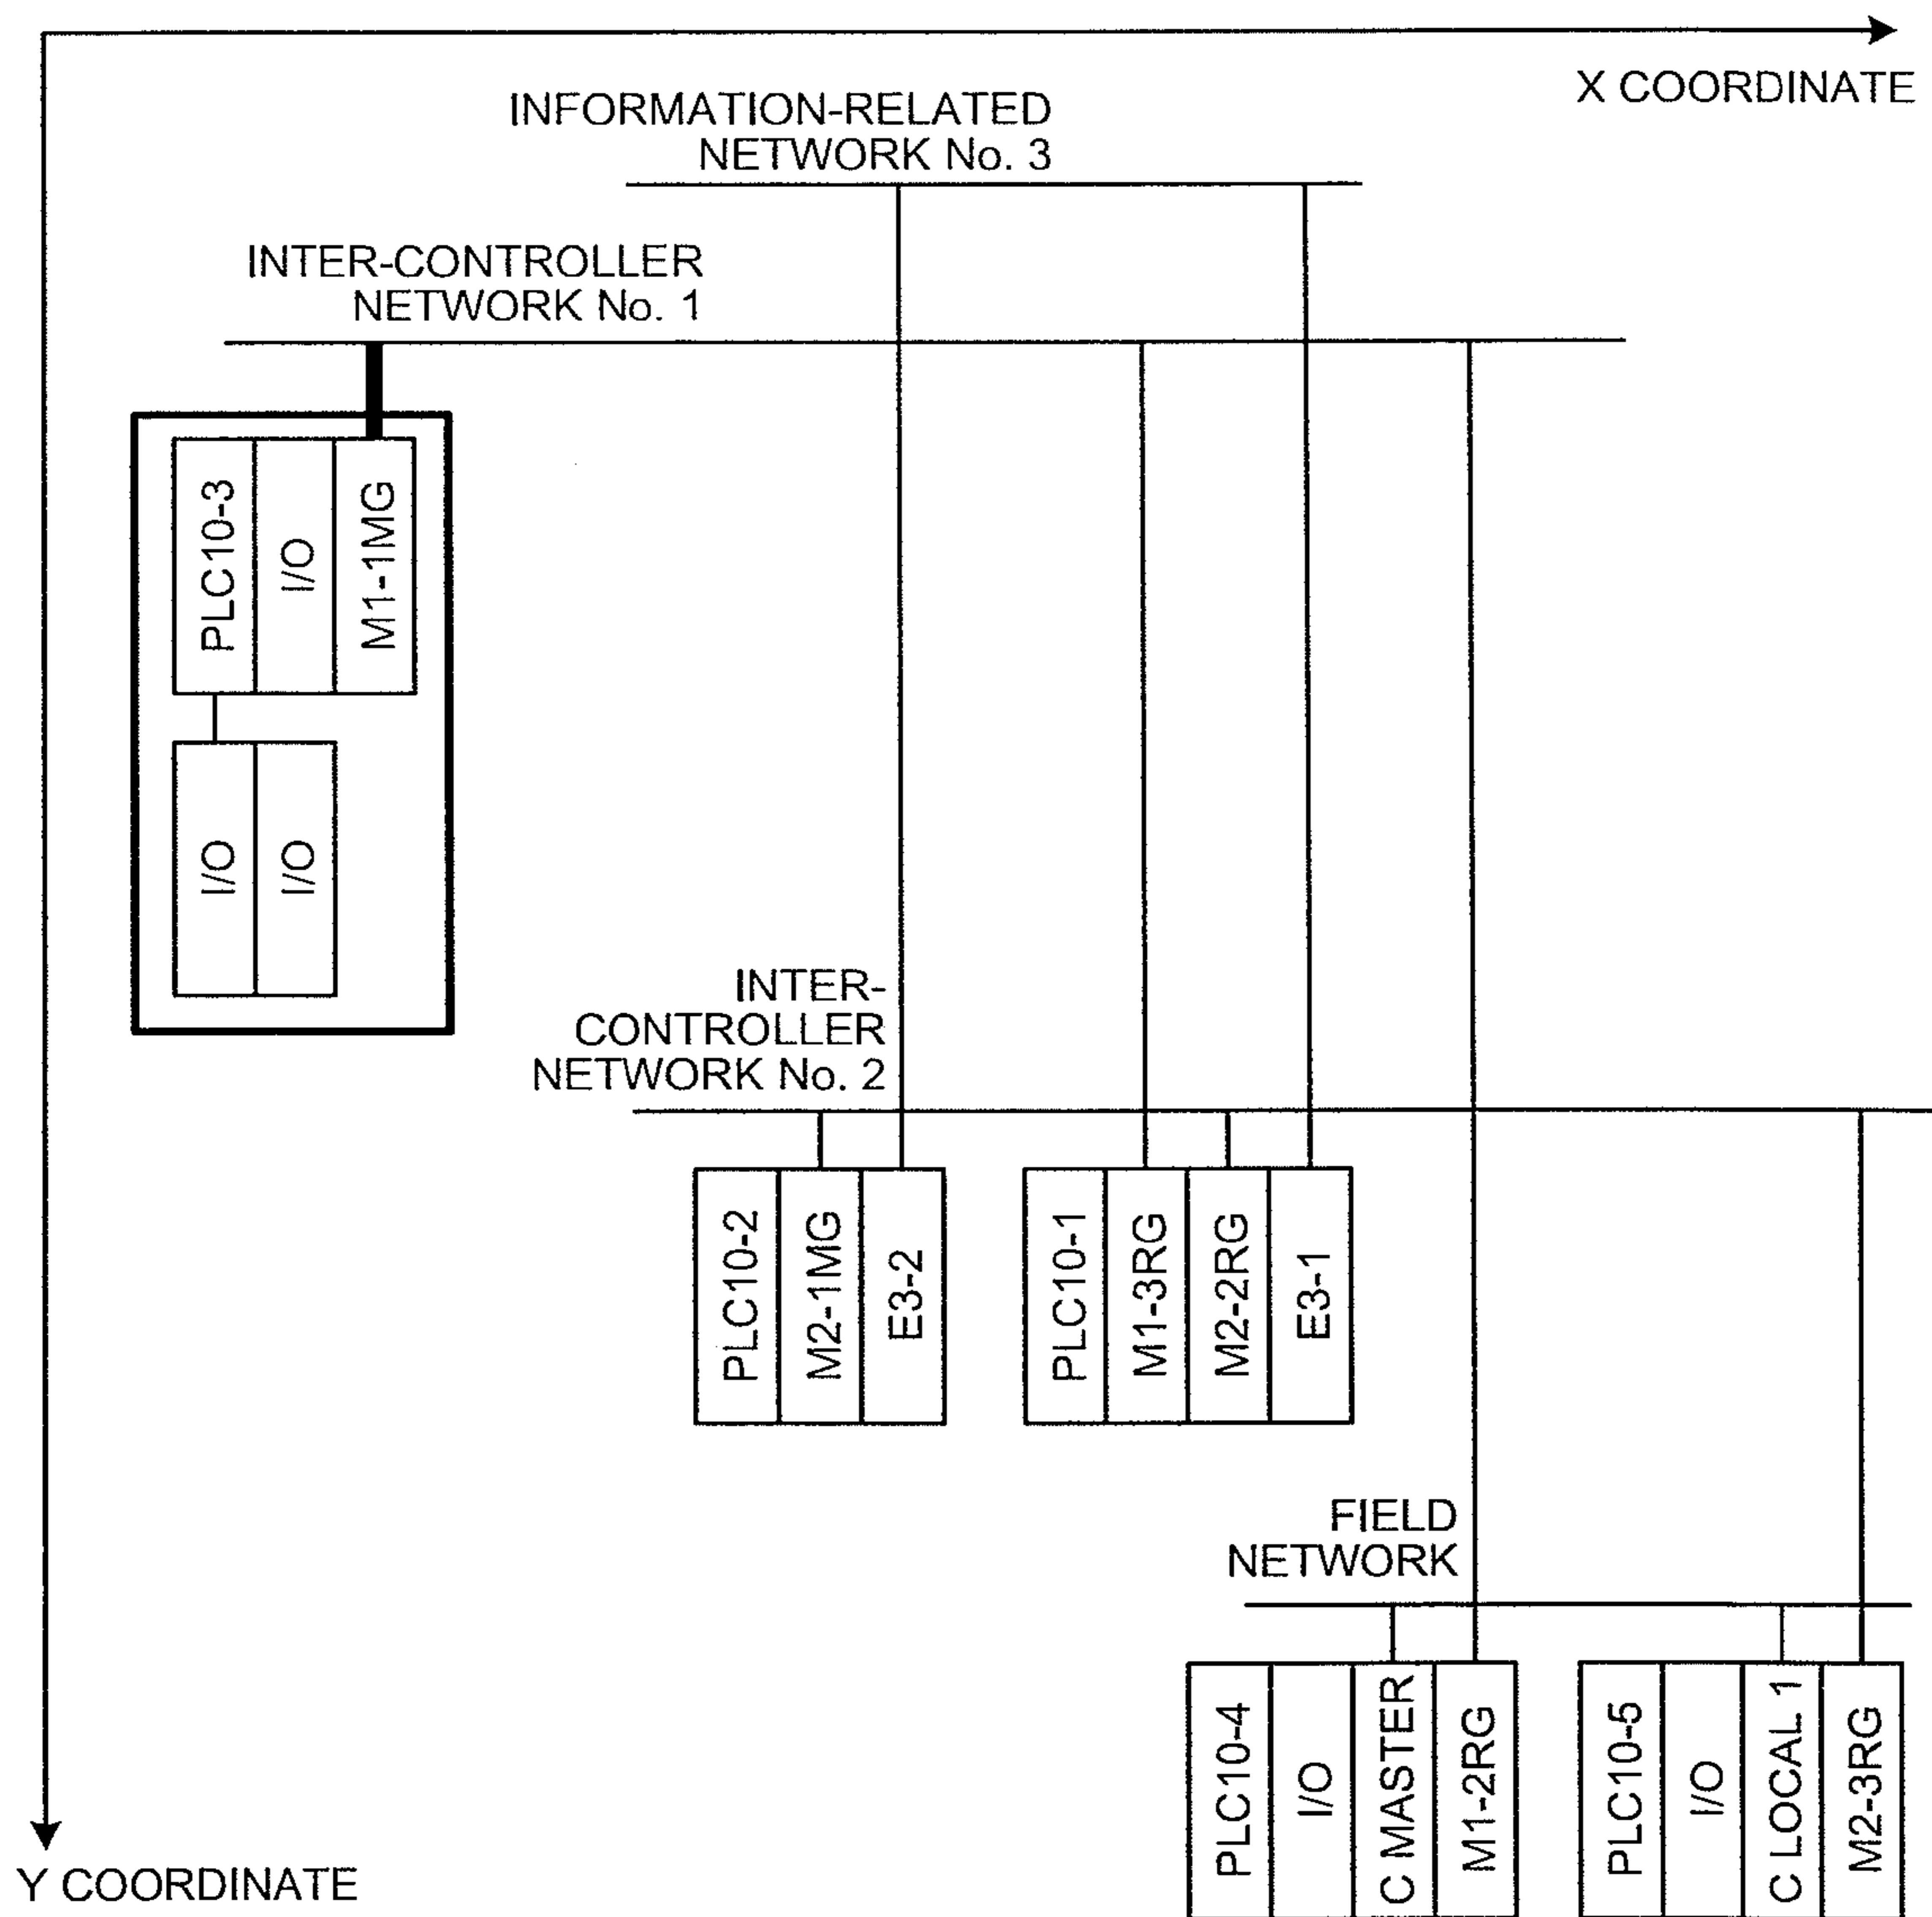 X COORDINATE
INFORMATION-RELATED
NETWORK No. 3
INTER-CONTROLLER
NETWORK No. 1
PLC10-3
I/O
M1-1MG
I/O
I/O
INTER-
CONTROLLER
NETWORK No. 2
PLC10-2
M2-1MG
E3-2
PLC10-1
M1-3RG
M2-2RG
E3-1
FIELD
NETWORK
PLC10-4
I/O
C MASTER
M1-2RG
PLC10-5
I/O
C LOCAL 1
M2-3RG
Y COORDINATE